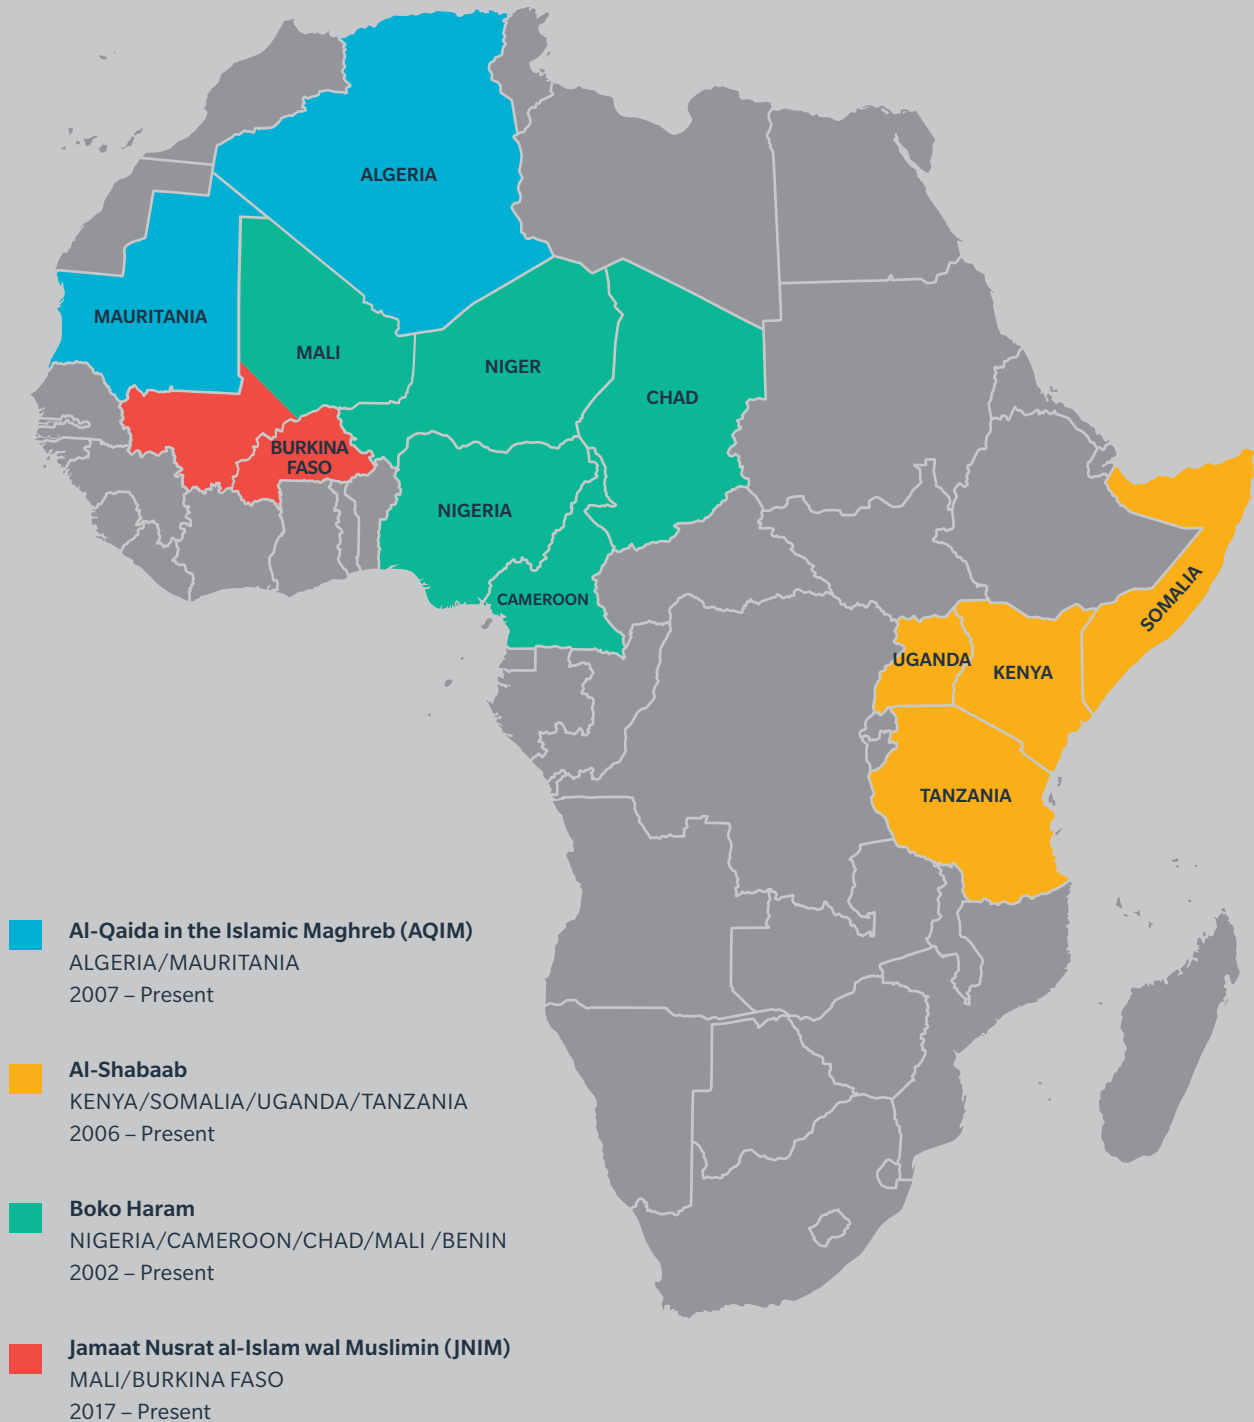 ALGERIA
MAURITANIA
MALI
NIGER
CHAD
BURKINA
FASO
NIGERIA
CAMEROON
SOMALIA
UGANDA
KENYA
TANZANIA
Al-Qaida in the Islamic Maghreb (AQIM)
ALGERIA/MAURITANIA
2007 – Present
Al-Shabaab
KENYA/SOMALIA/UGANDA/TANZANIA
2006 – Present
Boko Haram
NIGERIA/CAMEROON/CHAD/MALI /BENIN
2002 – Present
Jamaat Nusrat al-Islam wal Muslimin (JNIM)
MALI/BURKINA FASO
2017 – Present